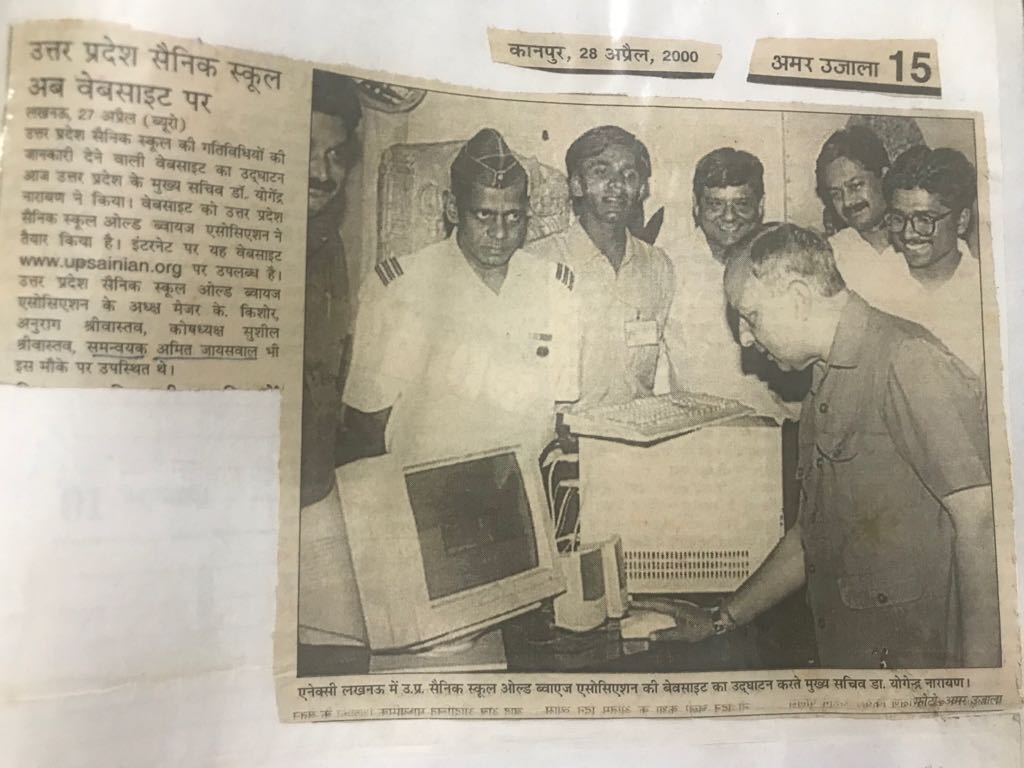 उत्तर प्रदेश सैनिक स्कूल
अब वेबसाइट पर
लखनऊ, 27 अप्रैल (ब्यूरो)
उत्तर प्रदेश सैनिक स्कूल की गतिविधियों की
जानकारी देने वाली वेबसाइट का उद्घाटन
आज उत्तर प्रदेश के मुख्य सचिव डॉ. योगेंद्र
नारायण ने किया। वेबसाइट को उत्तर प्रदेश
सैनिक स्कूल ओल्ड ब्वायज एसोसिएशन ने
तैयार किया है। इंटरनेट पर यह वेबसाइट
www.upsainian.org पर उपलब्ध है।
उत्तर प्रदेश सैनिक स्कूल ओल्ड ब्वायज
एसोसिएशन के अध्क्ष मेजर के. किशोर,
अनुराग श्रीवास्तव, कोषध्यक्ष सुशील
श्रीवास्तव, समन्वयक अमित जायसवाल भी
इस मौके पर उपस्थित थे।
कानपुर, 28 अप्रैल, 2000
अमर उजाला 15
एनेक्सी लखनऊ में उ.प्र. सैनिक स्कूल ओल्ड ब्वाएज एसोसिएशन की बेवसाइट का उद्घाटन करते मुख्य सचिव डा. योगेन्द्र नारायण।
फोटो: अमर उजाला